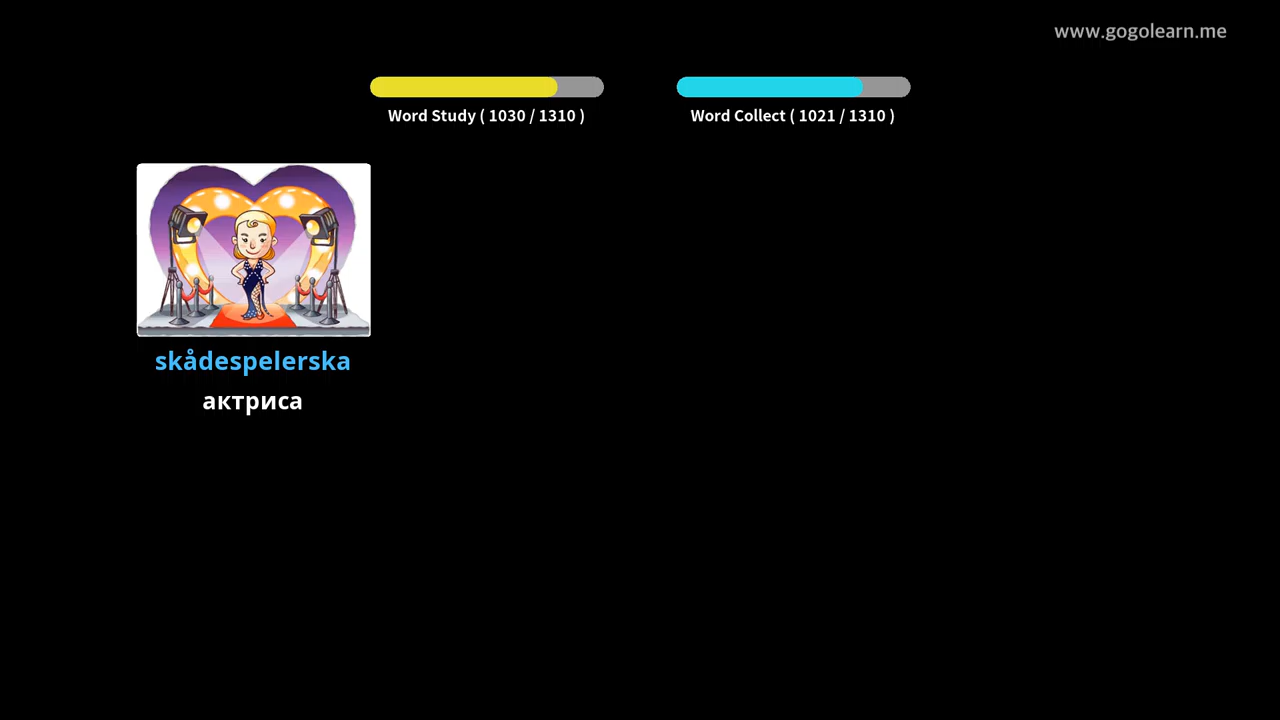 www.gogolearn.me
Word Study ( 1030 / 1310 )
Word Collect ( 1021 / 1310 )
skådespelerska
актриса